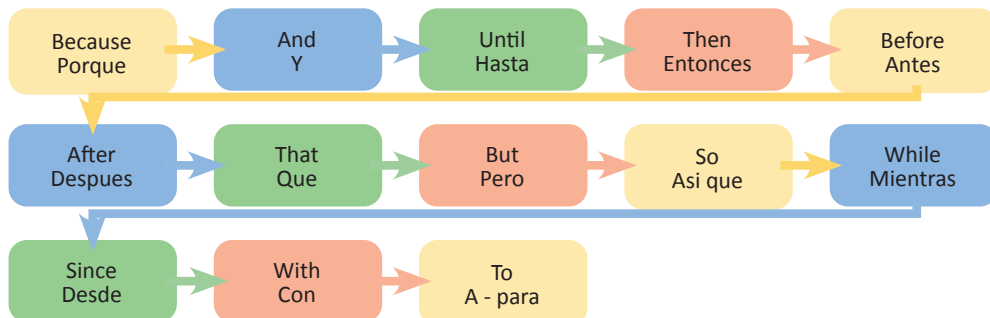 Because
Porque
And
Y
Until
Hasta
Then
Entonces
Before
Antes
After
Despues
That
Que
But
Pero
So
Asi que
While
Mientras
Since
Desde
With
Con
To
A - para